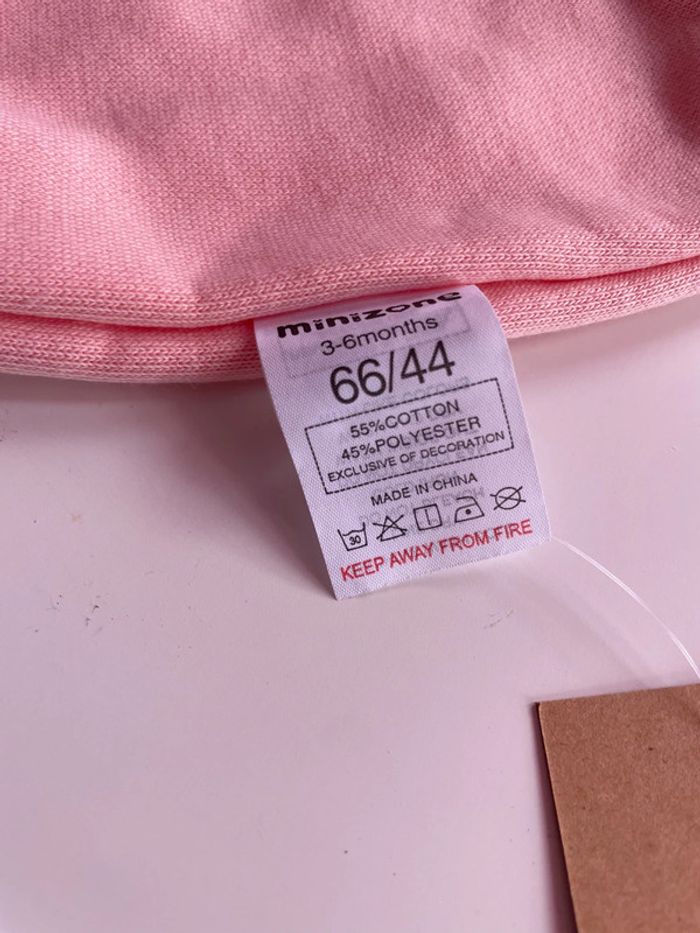 minizone
3-6months
66/44
55%COTTON
45%POLYESTER
EXCLUSIVE OF DECORATION
MADE IN CHINA
30
KEEP AWAY FROM FIRE